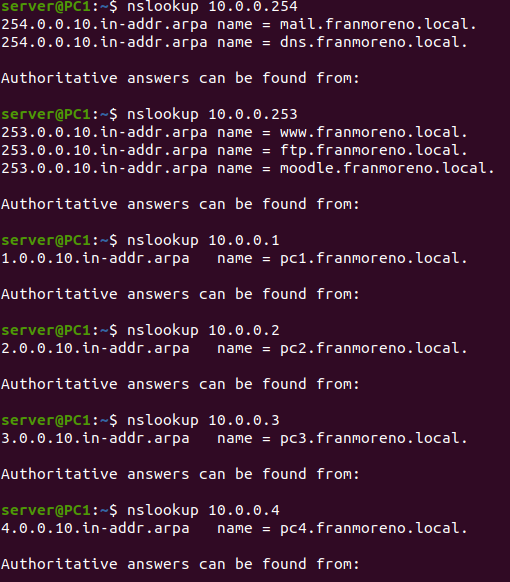 server@PC1:~$ nslookup 10.0.0.254
254.0.0.10.in-addr.arpa name = mail.franmoreno.local.
254.0.0.10.in-addr.arpa name = dns.franmoreno.local.

Authoritative answers can be found from:

server@PC1:~$ nslookup 10.0.0.253
253.0.0.10.in-addr.arpa name = www.franmoreno.local.
253.0.0.10.in-addr.arpa name = ftp.franmoreno.local.
253.0.0.10.in-addr.arpa name = moodle.franmoreno.local.

Authoritative answers can be found from:

server@PC1:~$ nslookup 10.0.0.1
1.0.0.10.in-addr.arpa   name = pc1.franmoreno.local.

Authoritative answers can be found from:

server@PC1:~$ nslookup 10.0.0.2
2.0.0.10.in-addr.arpa   name = pc2.franmoreno.local.

Authoritative answers can be found from:

server@PC1:~$ nslookup 10.0.0.3
3.0.0.10.in-addr.arpa   name = pc3.franmoreno.local.

Authoritative answers can be found from:

server@PC1:~$ nslookup 10.0.0.4
4.0.0.10.in-addr.arpa   name = pc4.franmoreno.local.

Authoritative answers can be found from: